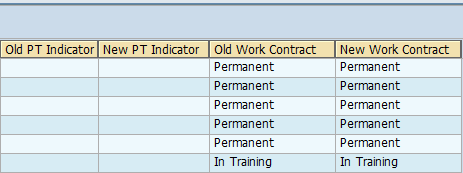 Old PT Indicator New PT Indicator Old Work Contract New Work Contract
Permanent Permanent
Permanent Permanent
Permanent Permanent
Permanent Permanent
Permanent Permanent
In Training In Training